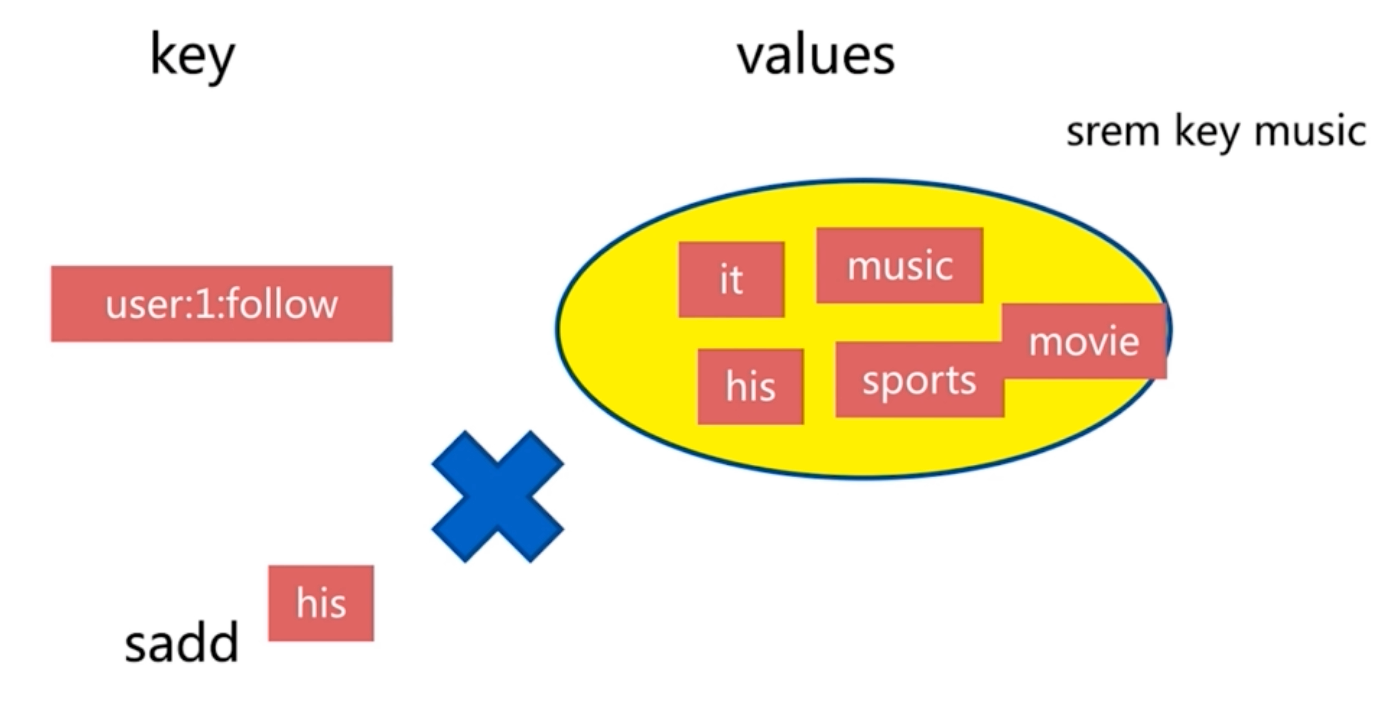 key
values
srem key music
user:1:follow
it
music
movie
his
sports
his
sadd